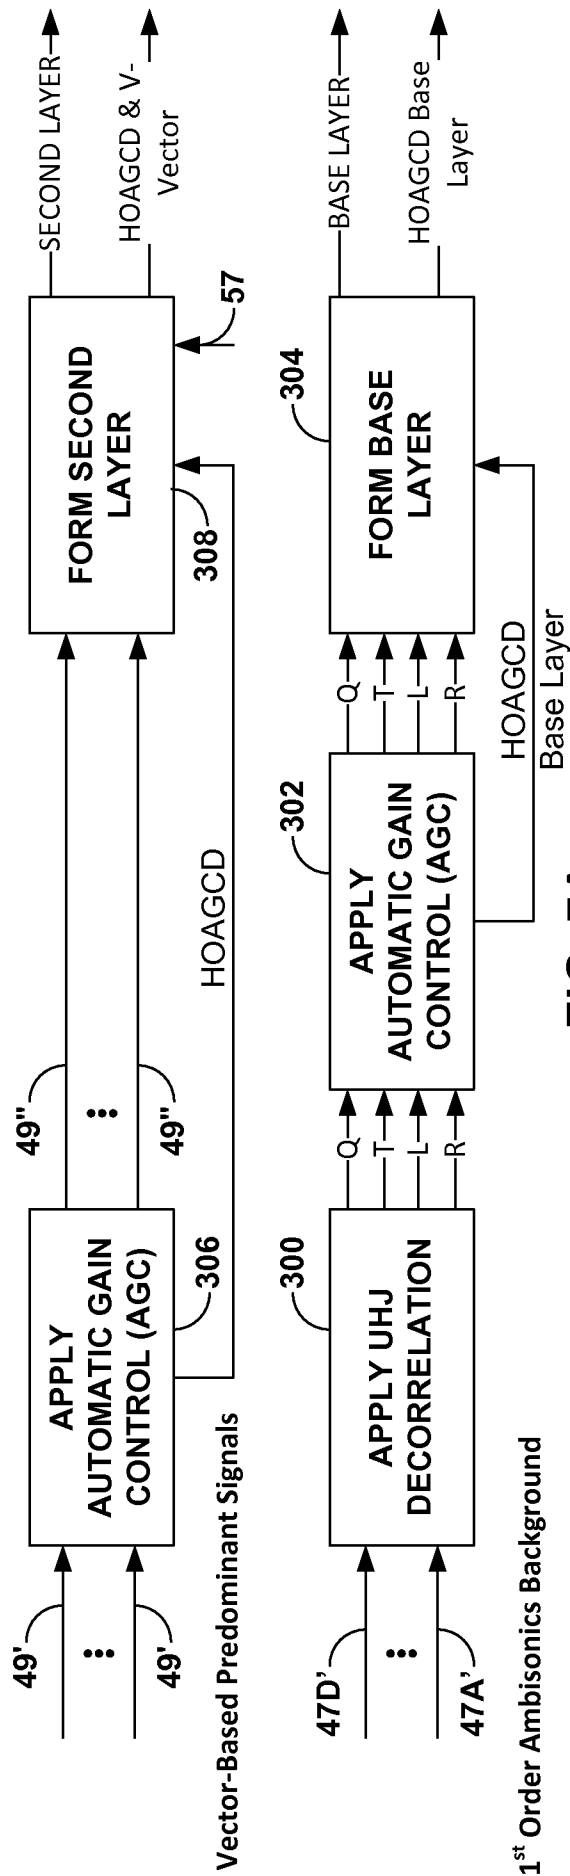 49'
49'
Vector-Based Predominant Signals
APPLY
AUTOMATIC GAIN
CONTROL (AGC)
306
49"
49"
HOAGCD
FORM SECOND
LAYER
308
57
SECOND LAYER
HOAGCD & V-
Vector
47D'
47A'
1st Order Ambisonics Background
APPLY UHJ
DECORRELATION
300
Q
T
L
R
APPLY
AUTOMATIC GAIN
CONTROL (AGC)
302
Q
T
L
R
HOAGCD
Base Layer
FORM BASE
LAYER
304
BASE LAYER
HOAGCD Base
Layer